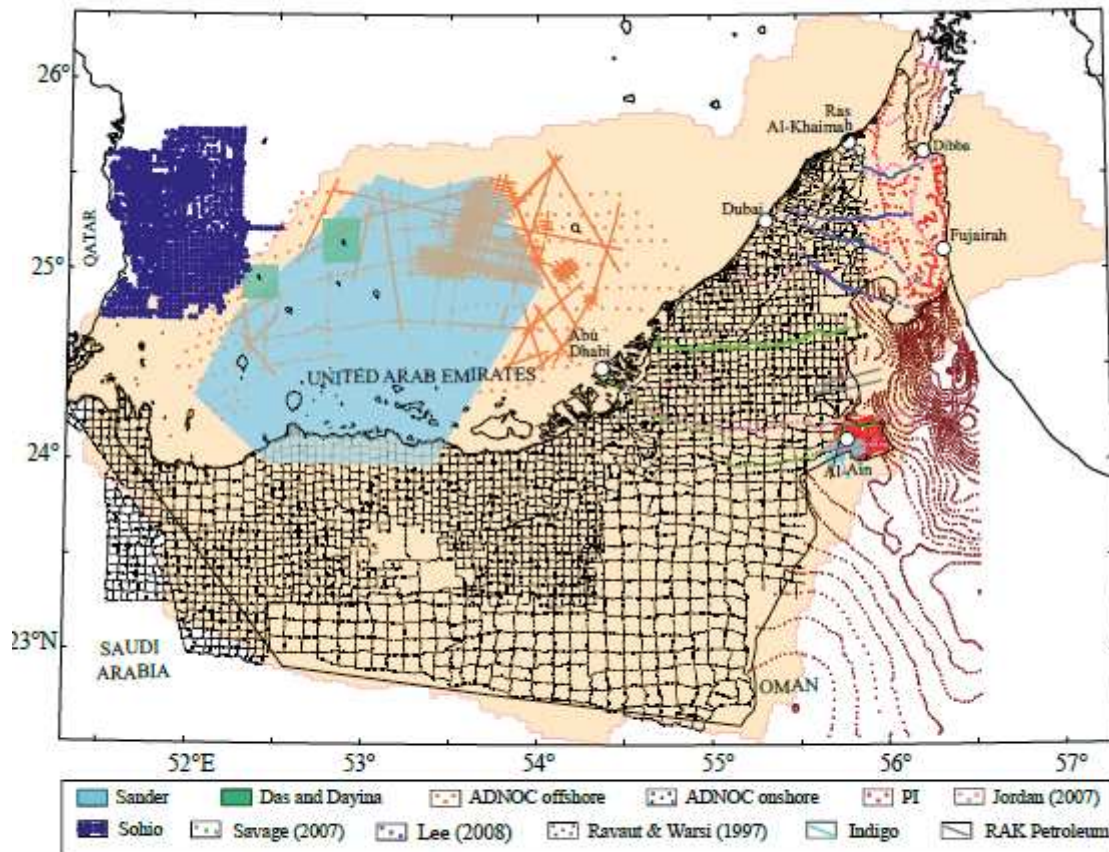 26°
25°
24°
23°N
QATAR
Ras
Al-Khaimah
Dibba
Dubai
Fujairah
Abu
Dhabi
UNITED ARAB EMIRATES
Al-Ain
SAUDI
ARABIA
OMAN
52°E
53°
54°
55°
56°
57°
Sander
Das and Dayina
ADNOC offshore
ADNOC onshore
PI
Jordan (2007)
Sohio
Savage (2007)
Lee (2008)
Ravaut & Warsi (1997)
Indigo
RAK Petroleum